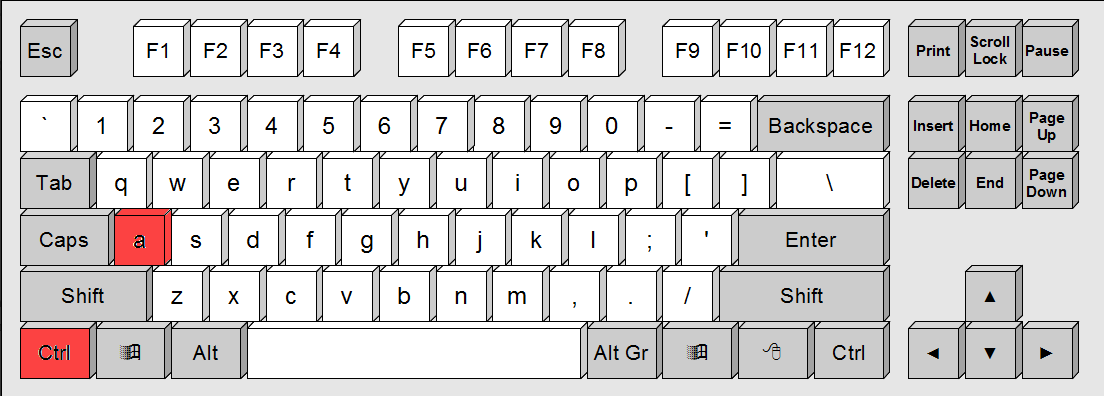 Esc F1 F2 F3 F4 F5 F6 F7 F8 F9 F10 F11 F12 Print Scroll Lock Pause
` 1 2 3 4 5 6 7 8 9 0 - = Backspace Insert Home Page Up
Tab q w e r t y u i o p [ ] \ Delete End Page Down
Caps a s d f g h j k l ; ' Enter
Shift z x c v b n m , . / Shift ▲
Ctrl Alt Alt Gr Ctrl ◄ ▼ ►